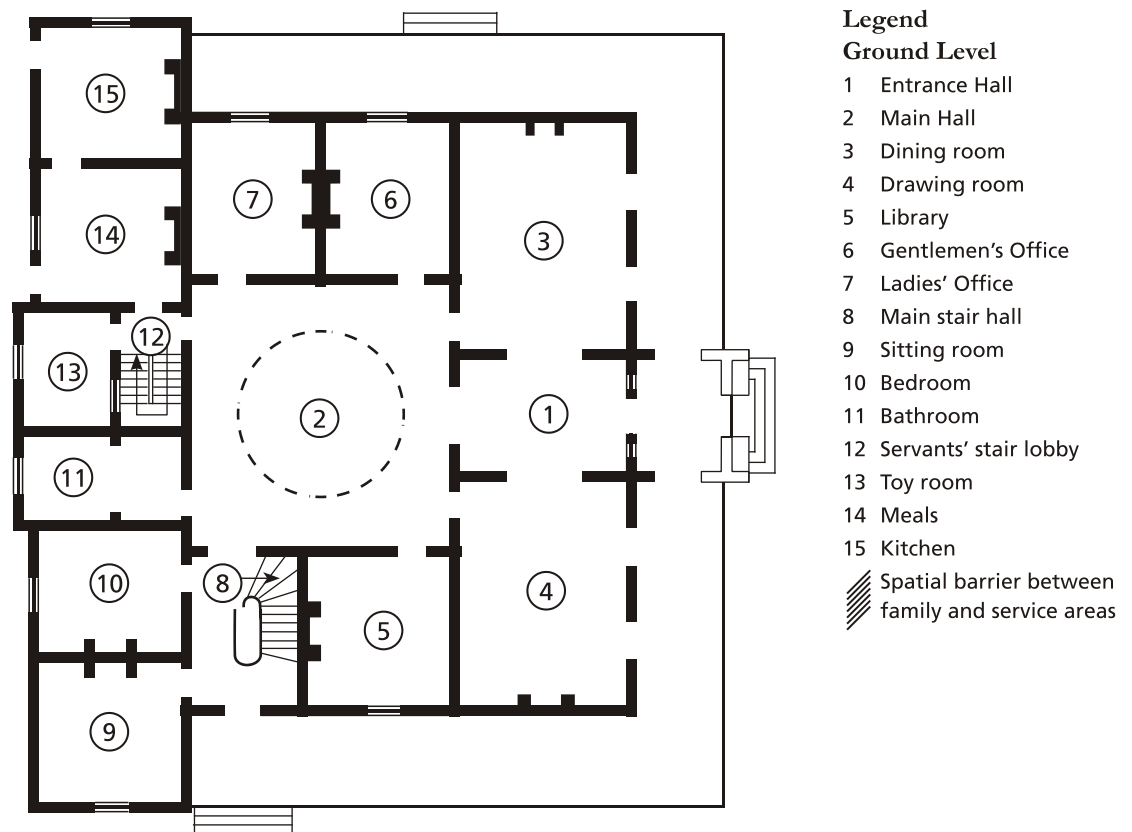 15
7
6
14
3
12
13
2
1
11
10
8
4
5
9
Legend
Ground Level
1 Entrance Hall
2 Main Hall
3 Dining room
4 Drawing room
5 Library
6 Gentlemen's Office
7 Ladies' Office
8 Main stair hall
9 Sitting room
10 Bedroom
11 Bathroom
12 Servants' stair lobby
13 Toy room
14 Meals
15 Kitchen
Spatial barrier between
family and service areas